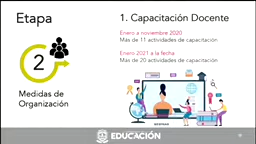 Etapa
2
Medidas de
Organización
1. Capacitación Docente
Enero a noviembre 2020
Más de 11 actividades de capacitación
Enero 2021 a la fecha
Más de 20 actividades de capacitación
EDUCACIÓN